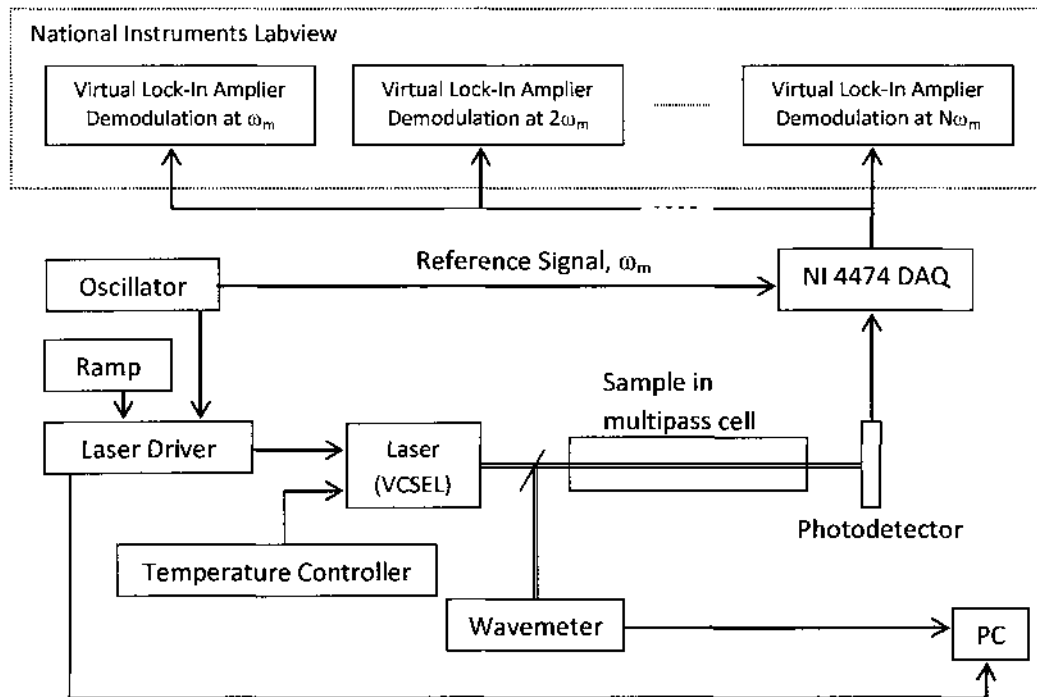 National Instruments Labview
Virtual Lock-In Amplier
Demodulation at ωm
Virtual Lock-In Amplier
Demodulation at 2ωm
Virtual Lock-In Amplier
Demodulation at Nωm
Oscillator
Reference Signal, ωm
NI 4474 DAQ
Ramp
Sample in
multipass cell
Laser Driver
Laser
(VCSEL)
Photodetector
Temperature Controller
Wavemeter
PC